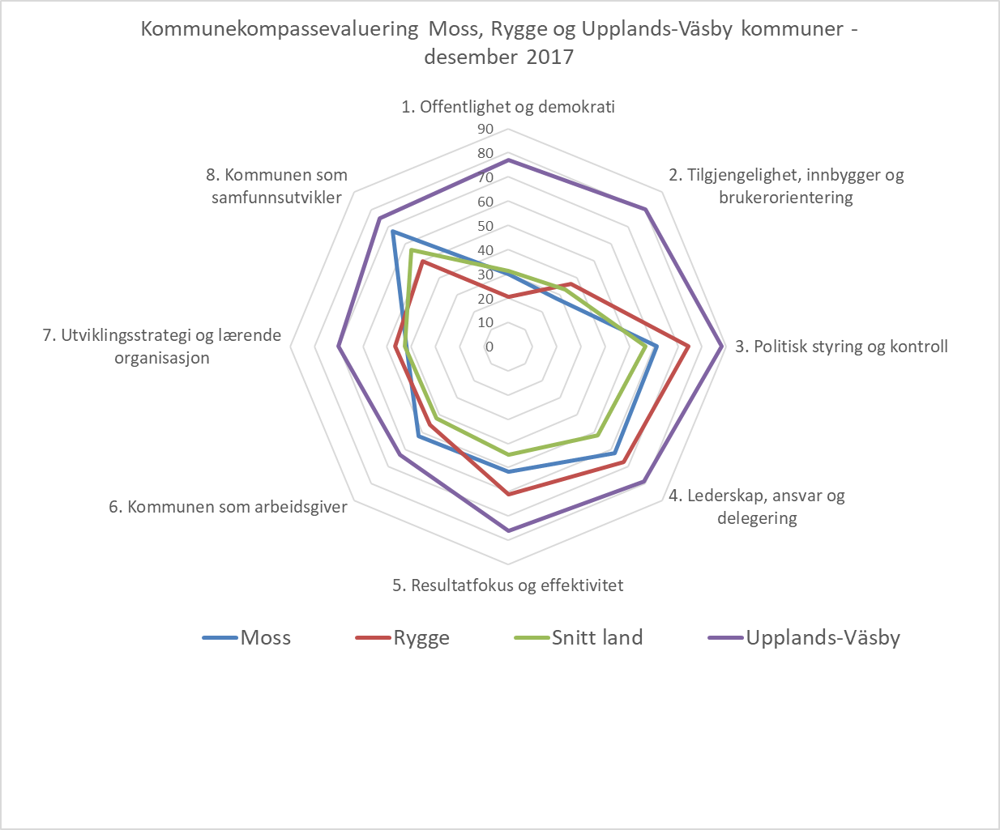 Kommunekompassevaluering Moss, Rygge og Upplands-Väsby kommuner -
desember 2017
1. Offentlighet og demokrati
90
80
70
60
50
40
30
20
10
0
2. Tilgjengelighet, innbygger og
brukerorientering
3. Politisk styring og kontroll
4. Lederskap, ansvar og
delegering
5. Resultatfokus og effektivitet
6. Kommunen som arbeidsgiver
7. Utviklingsstrategi og lærende
organisasjon
8. Kommunen som
samfunnsutvikler
Moss
Rygge
Snitt land
Upplands-Väsby